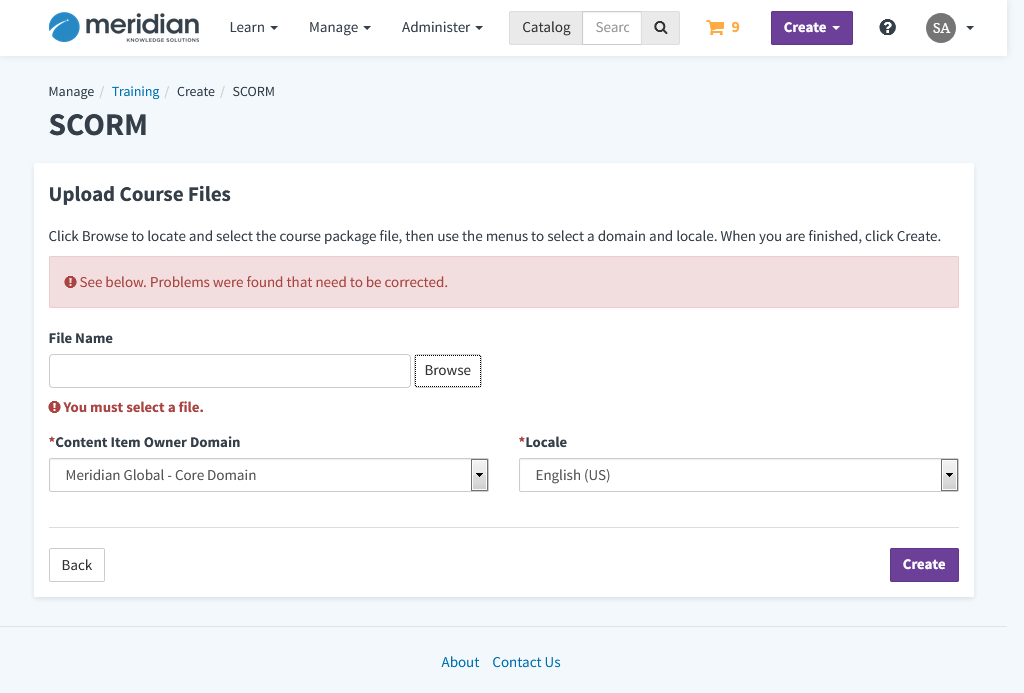 meridian
KNOWLEDGE SOLUTIONS
Learn Manage Administer Catalog Searc 9 Create ? SA
Manage / Training / Create / SCORM
SCORM
Upload Course Files
Click Browse to locate and select the course package file, then use the menus to select a domain and locale. When you are finished, click Create.
See below. Problems were found that need to be corrected.
File Name
Browse
You must select a file.
*Content Item Owner Domain *Locale
Meridian Global - Core Domain English (US)
Back Create
About Contact Us